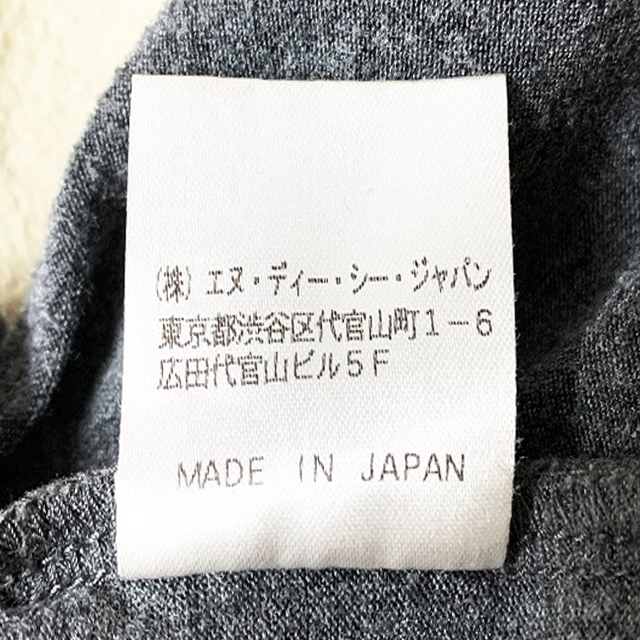 (株) エヌ・ディー・シー・ジャパン
東京都渋谷区代官山町1-6
広田代官山ビル5F
MADE IN JAPAN